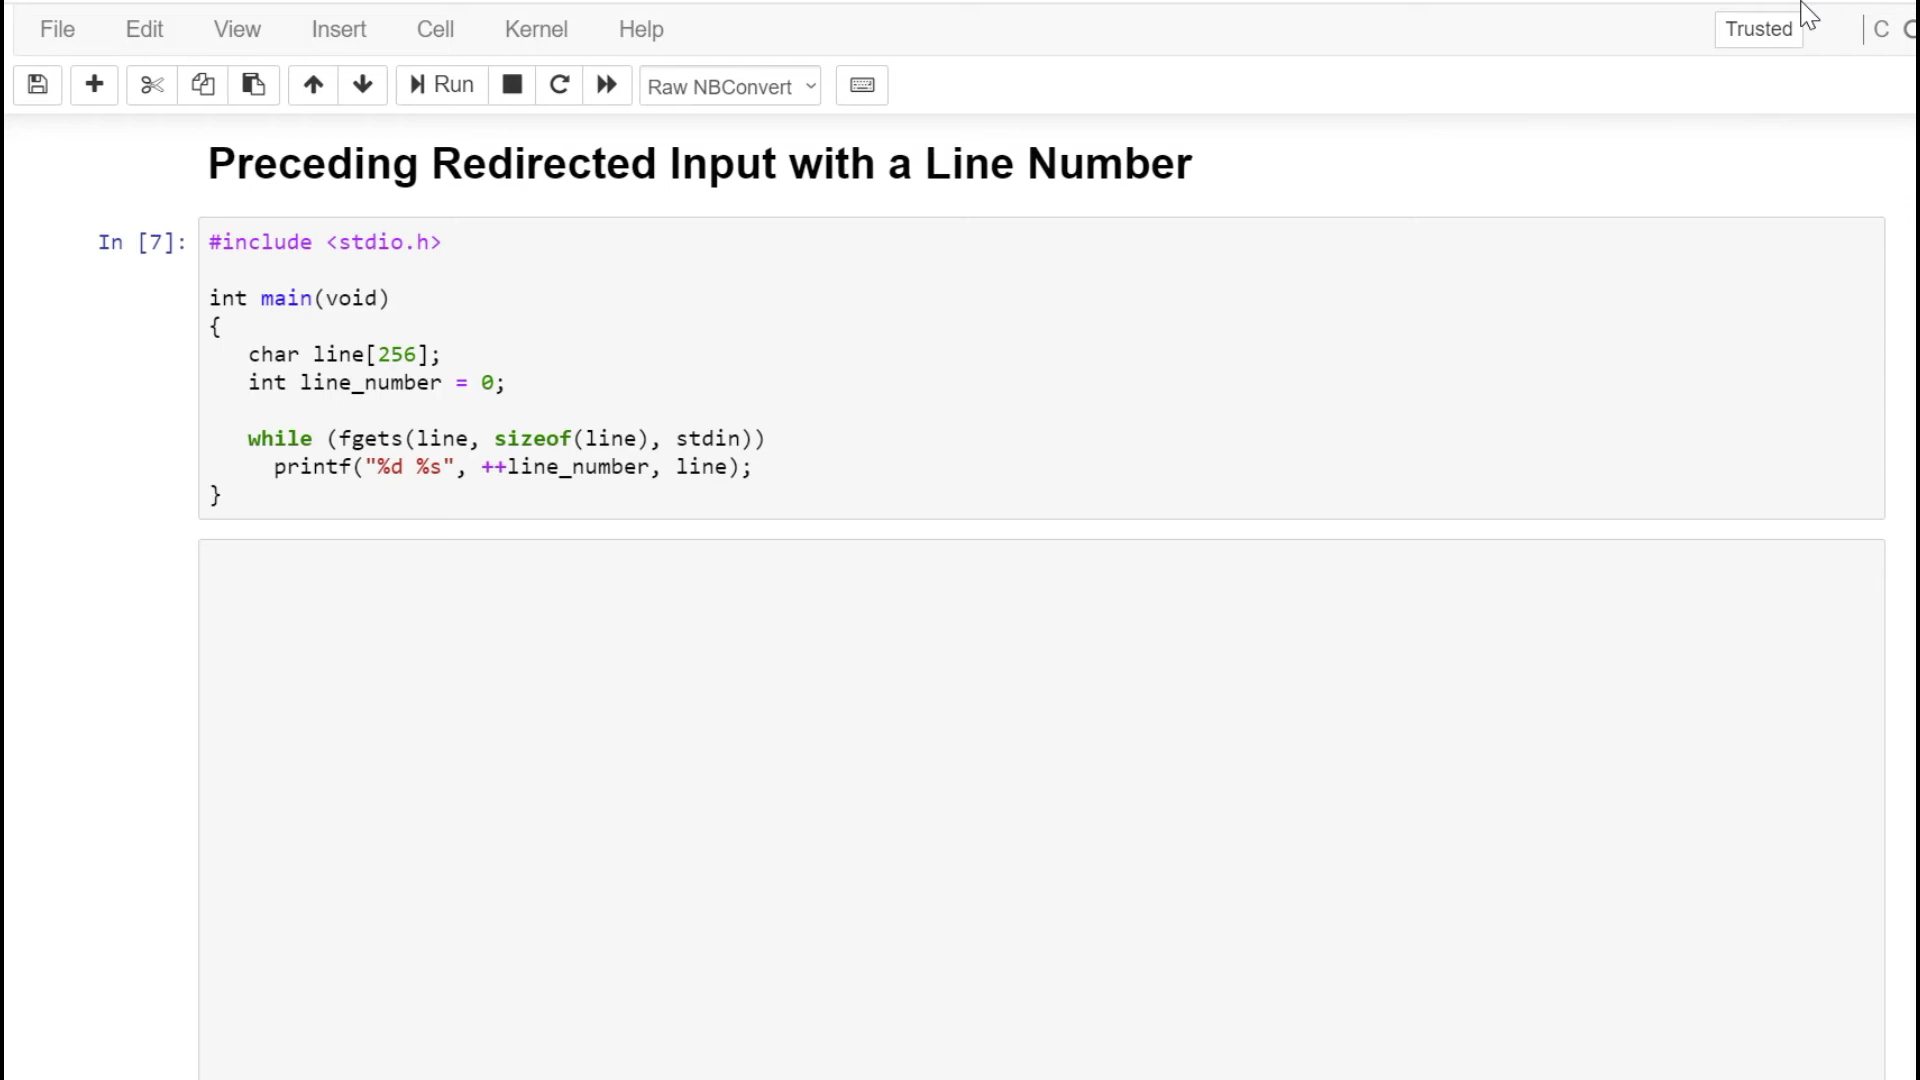 File Edit View Insert Cell Kernel Help Trusted C
Run Raw NBConvert
Preceding Redirected Input with a Line Number
In [7]: #include <stdio.h>
int main(void)
{
char line[256];
int line_number = 0;
while (fgets(line, sizeof(line), stdin))
printf("%d %s", ++line_number, line);
}